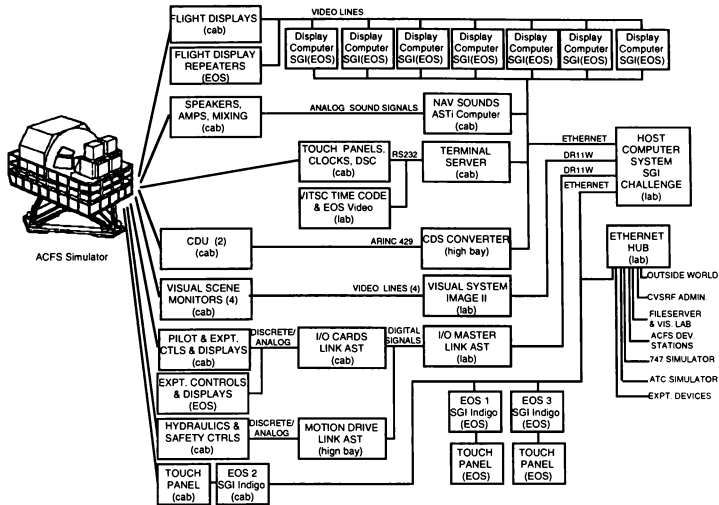 FLIGHT DISPLAYS
(cab)
VIDEO LINES
FLIGHT DISPLAY
REPEATERS
(EOS)
Display
Computer
SGI(EOS)
Display
Computer
SGI(EOS)
Display
Computer
SGI(EOS)
Display
Computer
SGI(EOS)
Display
Computer
SGI(EOS)
Display
Computer
SGI(EOS)
Display
Computer
SGI(EOS)
SPEAKERS,
AMPS, MIXING
(cab)
ANALOG SOUND SIGNALS
NAV SOUNDS
ASTi Computer
(cab)
TOUCH PANELS.
CLOCKS, DSC
(cab)
RS232
TERMINAL
SERVER
(cab)
VITSC TIME CODE
& EOS Video
(lab)
ETHERNET
DR11W
DR11W
ETHERNET
HOST
COMPUTER
SYSTEM
SGI
CHALLENGE
(lab)
ACFS Simulator
CDU (2)
(cab)
ARINC 429
CDS CONVERTER
(high bay)
ETHERNET
HUB
(lab)
OUTSIDE WORLD
CVSRF ADMIN.
FILESERVER
& VIS. LAB
ACFS DEV.
STATIONS
747 SIMULATOR
ATC SIMULATOR
EXPT. DEVICES
VISUAL SCENE
MONITORS (4)
(cab)
VIDEO LINES (4)
VISUAL SYSTEM
IMAGE II
(lab)
PILOT & EXPT.
CTLS & DISPLAYS
(cab)
DISCRETE/
ANALOG
I/O CARDS
LINK AST
(cab)
DIGITAL
SIGNALS
I/O MASTER
LINK AST
(lab)
EXPT. CONTROLS
& DISPLAYS
(EOS)
HYDRAULICS &
SAFETY CTRLS
(cab)
DISCRETE/
ANALOG
MOTION DRIVE
LINK AST
(hign bay)
EOS 1
SGI Indigo
(EOS)
EOS 3
SGI Indigo
(EOS)
TOUCH
PANEL
(EOS)
TOUCH
PANEL
(EOS)
TOUCH
PANEL
(cab)
EOS 2
SGI Indigo
(cab)